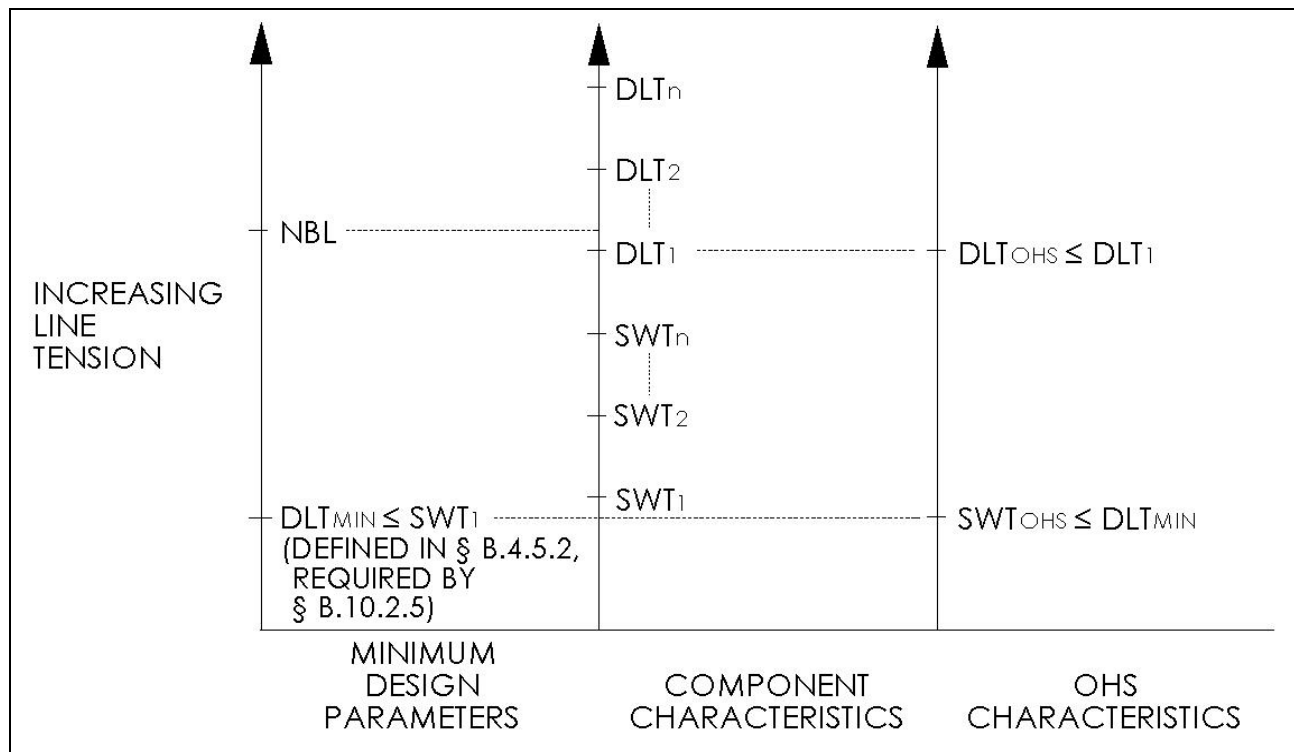 DLTn
DLT2
NBL
DLT1
DLTOHS ≤ DLT1
INCREASING
LINE
TENSION
SWTn
SWT2
SWT1
DLTMIN ≤ SWT1
(DEFINED IN § B.4.5.2,
REQUIRED BY
§ B.10.2.5)
SWTOHS ≤ DLTMIN
MINIMUM
DESIGN
PARAMETERS
COMPONENT
CHARACTERISTICS
OHS
CHARACTERISTICS